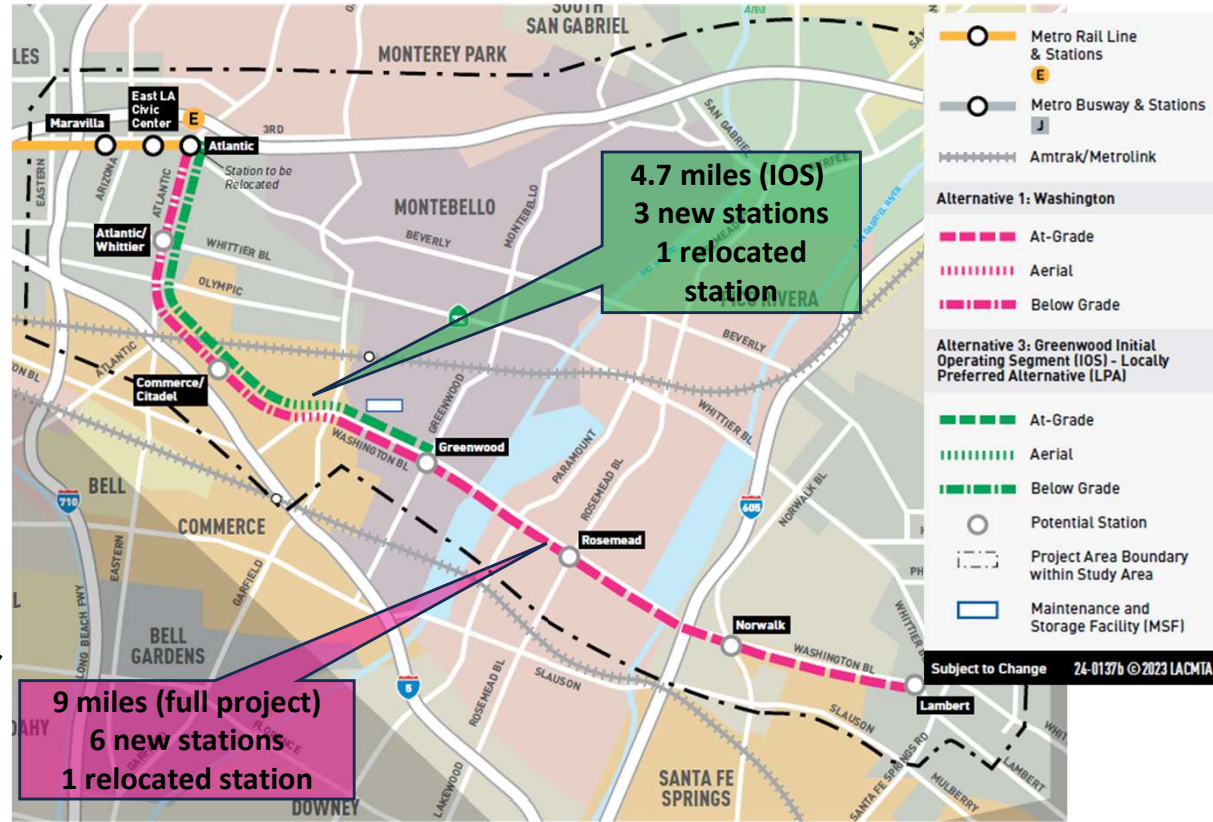 SOUTH
SAN GABRIEL
Area
LES
MONTEREY PARK
Maravilla
East LA
Civic
Center
E
3RD
Atlantic
Station to be
Relocated
EASTERN
ARIZONA
ATLANTIC
SAN GABRIEL
SAN GABRIEL RIVER
4.7 miles (IOS)
3 new stations
1 relocated
station
MONTEBELLO
MONTEBELLO
BEVERLY
Atlantic/
Whittier
WHITTIER BL
OLYMPIC
PICO RIVERA
BEVERLY
ATLANTIC
Commerce/
Citadel
GREENWOOD
WHITTIER BL
WASHINGTON BL
Greenwood
PARAMOUNT
ROSEMEAD BL
NORWALK BL
BELL
710
COMMERCE
605
Rosemead
EASTERN
GARFIELD
LONG BEACH FWY
BELL
GARDENS
Norwalk
WASHINGTON BL
WHITTIER
SLAUSON
ROSEMEAD BL
5
Lambert
9 miles (full project)
6 new stations
1 relocated station
SLAUSON
FLORENCE
GARFIELD
LAKEWOOD
SANTA FE
SPRINGS
SANTA FE SPRINGS RD
MULBERRY
LAMBERT
DOWNEY
Metro Rail Line
& Stations
E
Metro Busway & Stations
J
Amtrak/Metrolink
Alternative 1: Washington
At-Grade
Aerial
Below Grade
Alternative 3: Greenwood Initial
Operating Segment (IOS) - Locally
Preferred Alternative (LPA)
At-Grade
Aerial
Below Grade
Potential Station
Project Area Boundary
within Study Area
Maintenance and
Storage Facility (MSF)
Subject to Change 24-0137b ©2023 LACMTA